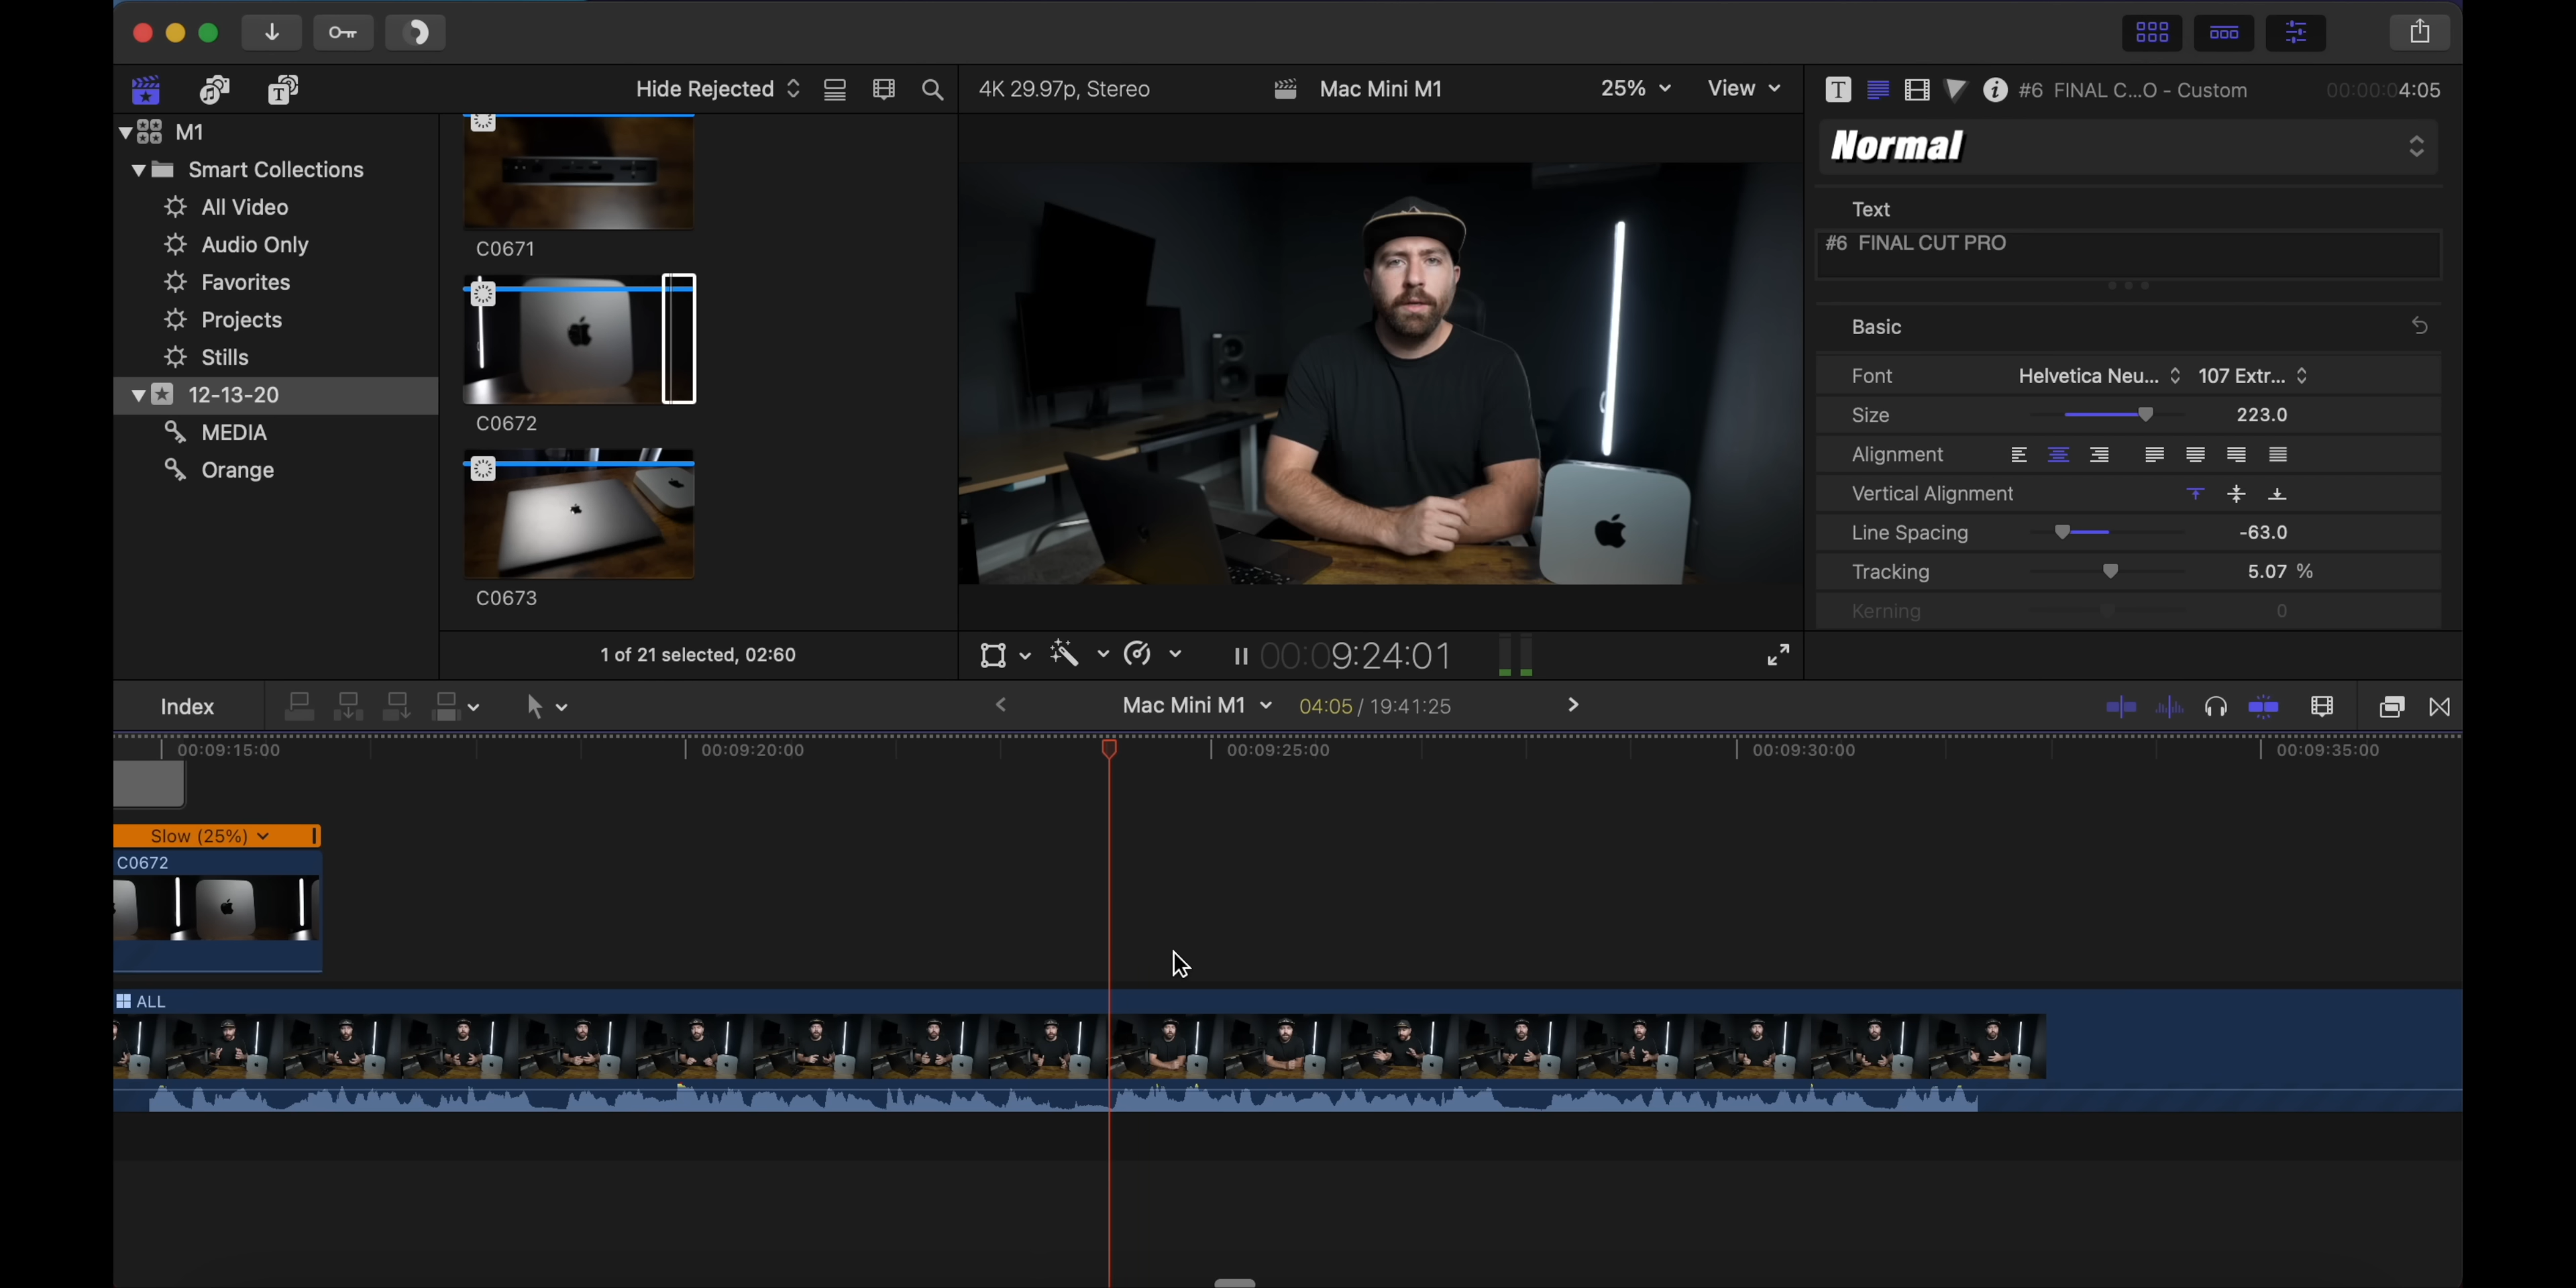 Hide Rejected
4K 29.97p, Stereo
Mac Mini M1
25%
View
#6 FINAL C...O - Custom
00:00:04:05
M1
Smart Collections
All Video
Audio Only
Favorites
Projects
Stills
12-13-20
MEDIA
Orange
C0671
C0672
C0673
1 of 21 selected, 02:60
00:09:24:01
Normal
Text
#6 FINAL CUT PRO
Basic
Font
Helvetica Neu...
107 Extr...
Size
223.0
Alignment
Vertical Alignment
Line Spacing
-63.0
Tracking
5.07 %
Kerning
0
Index
Mac Mini M1
04:05 / 19:41:25
00:09:15:00
00:09:20:00
00:09:25:00
00:09:30:00
00:09:35:00
Slow (25%)
C0672
ALL